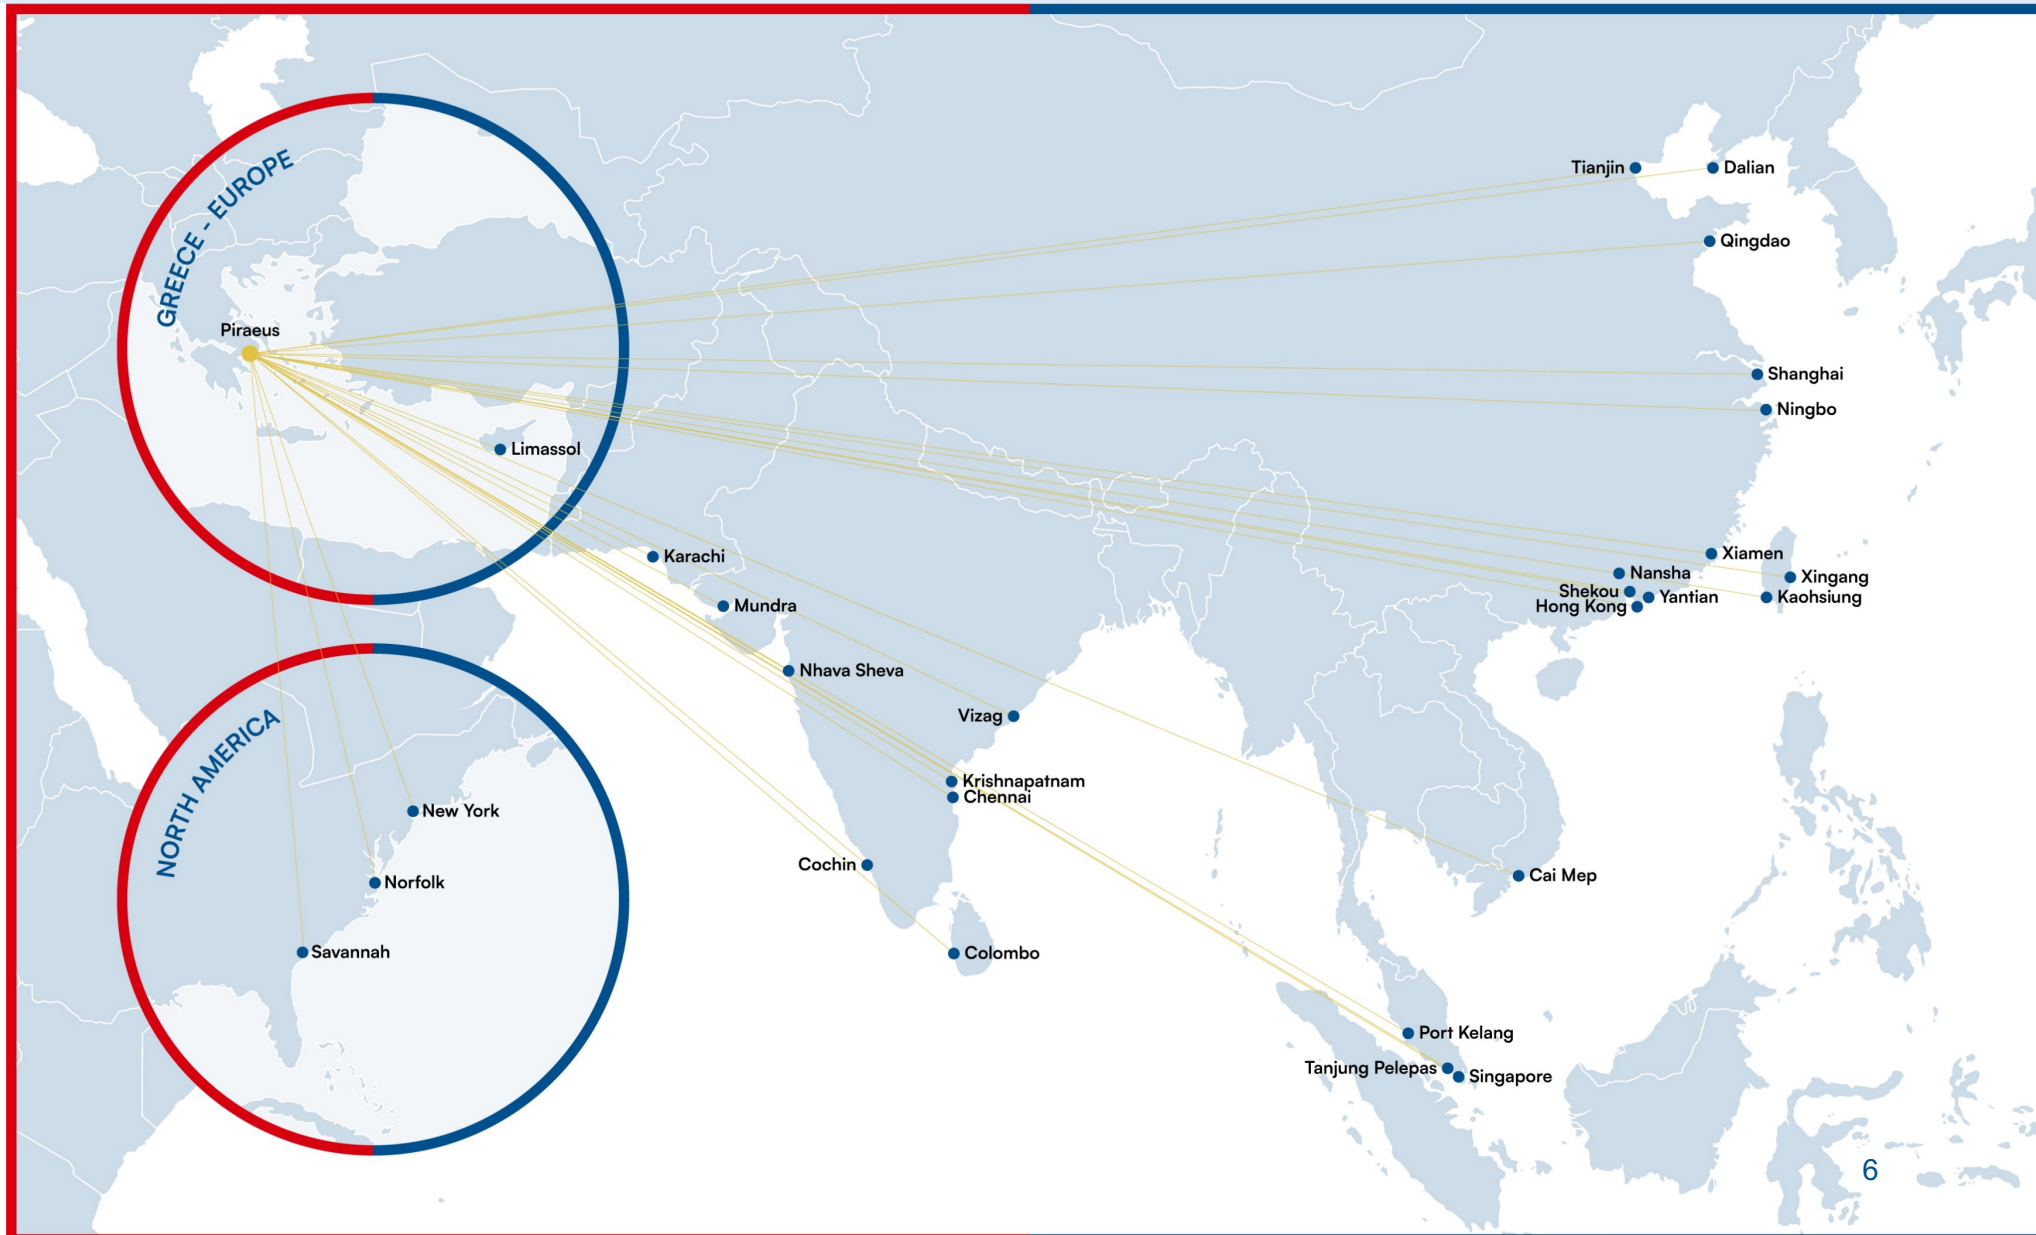 GREECE - EUROPE
Piraeus
Limassol
NORTH AMERICA
New York
Norfolk
Savannah
Tianjin
Dalian
Qingdao
Shanghai
Ningbo
Karachi
Mundra
Nhava Sheva
Vizag
Krishnapatnam
Chennai
Cochin
Colombo
Xiamen
Nansha
Xingang
Shekou
Yantian
Kaohsiung
Hong Kong
Cai Mep
Port Kelang
Tanjung Pelepas
Singapore
6